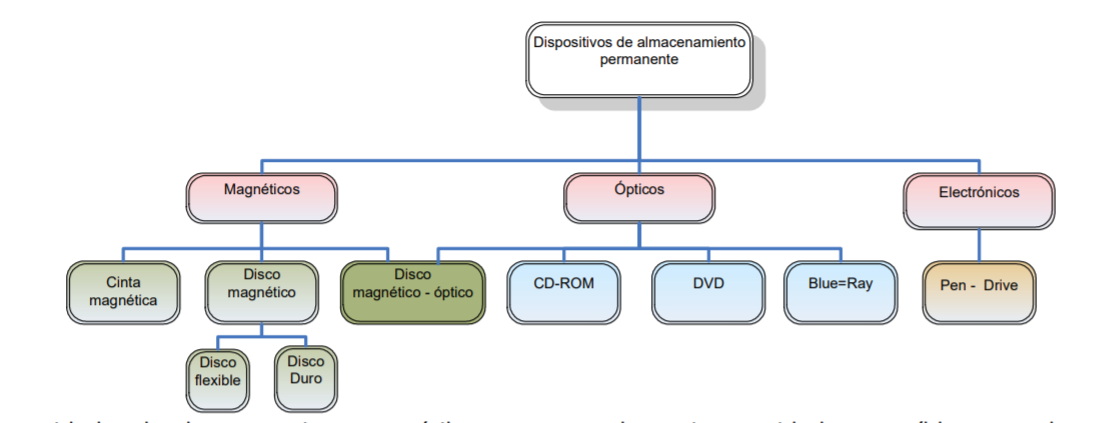 Dispositivos de almacenamiento
permanente
Magnéticos
Ópticos
Electrónicos
Cinta
magnética
Disco
magnético
Disco
magnético - óptico
CD-ROM
DVD
Blue=Ray
Pen - Drive
Disco
flexible
Disco
Duro